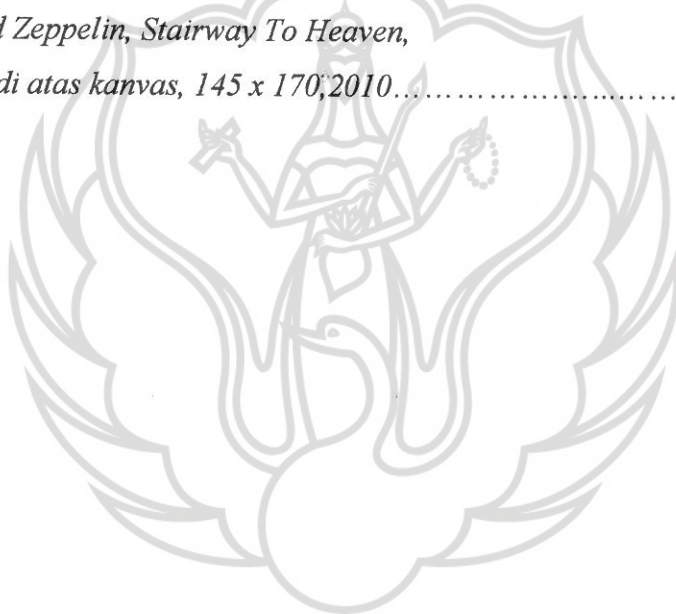 Zeppelin, Stairway To Heaven,
di atas kanvas, 145 x 170,2010..............................